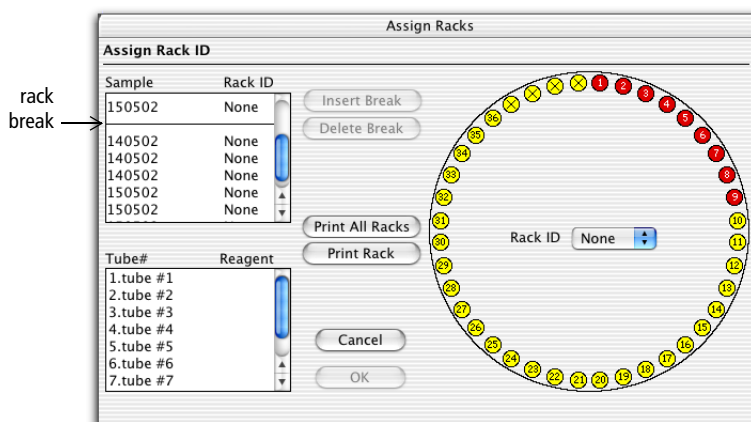 Assign Racks
Assign Rack ID
rack
break
Sample Rack ID
150502 None
140502 None
140502 None
140502 None
150502 None
150502 None
Insert Break
Delete Break
Print All Racks
Print Rack
Tube# Reagent
1.tube #1
2.tube #2
3.tube #3
4.tube #4
5.tube #5
6.tube #6
7.tube #7
Cancel
OK
Rack ID None
1
2
3
4
5
6
7
8
9
10
11
12
13
14
15
16
17
18
19
20
21
22
23
24
25
26
27
28
29
30
31
32
33
34
35
36